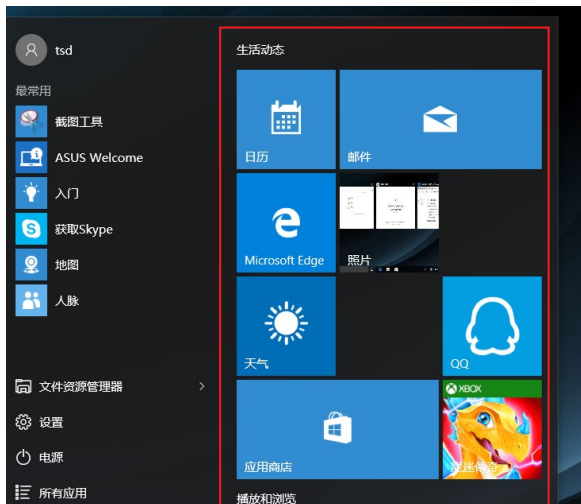 tsd
最常用
截图工具
ASUS Welcome
入门
获取Skype
地图
人脉
文件资源管理器
设置
电源
所有应用
生活动态
日历
邮件
Microsoft Edge
照片
天气
QQ
应用商店
XBOX
播放和浏览